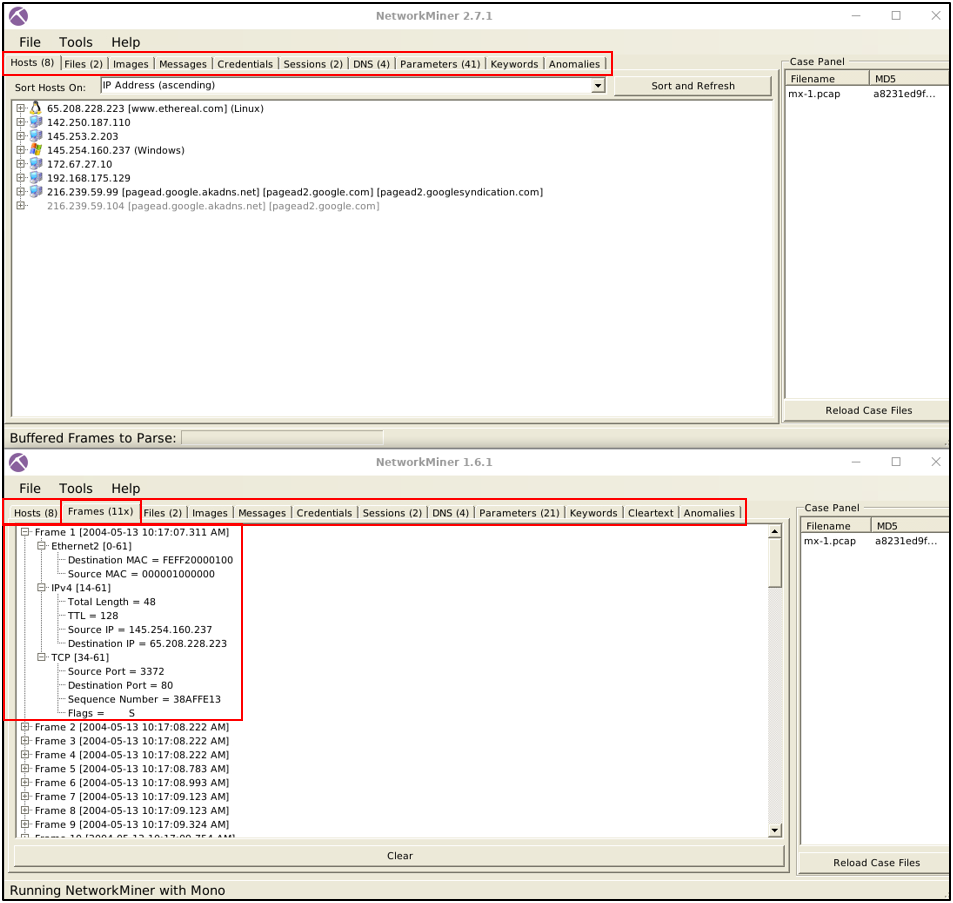 NetworkMiner 2.7.1
File Tools Help
Hosts (8) Files (2) Images Messages Credentials Sessions (2) DNS (4) Parameters (41) Keywords Anomalies
Sort Hosts On: IP Address (ascending) Sort and Refresh
65.208.228.223 [www.ethereal.com] (Linux)
142.250.187.110
145.253.2.203
145.254.160.237 (Windows)
172.67.27.10
192.168.175.129
216.239.59.99 [pagead.google.akadns.net] [pagead2.google.com] [pagead2.googlesyndication.com]
216.239.59.104 [pagead.google.akadns.net] [pagead2.google.com]
Case Panel
Filename MD5
mx-1.pcap a8231ed9f...
Reload Case Files
Buffered Frames to Parse:
NetworkMiner 1.6.1
File Tools Help
Hosts (8) Frames (11x) Files (2) Images Messages Credentials Sessions (2) DNS (4) Parameters (21) Keywords Cleartext Anomalies
Frame 1 [2004-05-13 10:17:07.311 AM]
Ethernet2 [0-61]
Destination MAC = FEFF20000100
Source MAC = 000001000000
IPv4 [14-61]
Total Length = 48
TTL = 128
Source IP = 145.254.160.237
Destination IP = 65.208.228.223
TCP [34-61]
Source Port = 3372
Destination Port = 80
Sequence Number = 38AFFE13
Flags = S
Frame 2 [2004-05-13 10:17:08.222 AM]
Frame 3 [2004-05-13 10:17:08.222 AM]
Frame 4 [2004-05-13 10:17:08.222 AM]
Frame 5 [2004-05-13 10:17:08.783 AM]
Frame 6 [2004-05-13 10:17:08.993 AM]
Frame 7 [2004-05-13 10:17:09.123 AM]
Frame 8 [2004-05-13 10:17:09.123 AM]
Frame 9 [2004-05-13 10:17:09.324 AM]
Frame 10 [2004-05-13 10:17:09.754 AM]
Clear
Case Panel
Filename MD5
mx-1.pcap a8231ed9f...
Reload Case Files
Running NetworkMiner with Mono